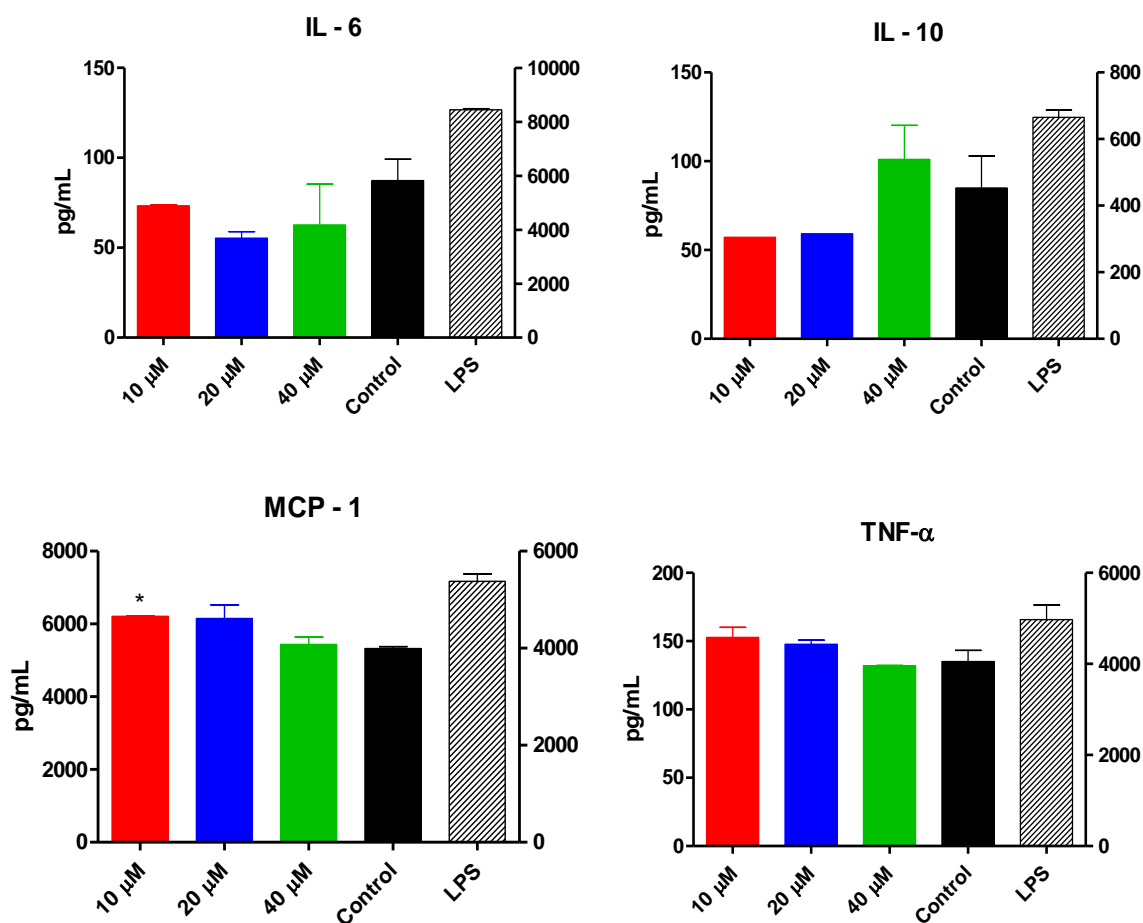 IL - 6
150
100
50
0
pg/mL
10000
8000
6000
4000
2000
0
10 μM
20 μM
40 μM
Control
LPS
IL - 10
150
100
50
0
pg/mL
800
600
400
200
0
10 μM
20 μM
40 μM
Control
LPS
MCP - 1
8000
6000
4000
2000
0
pg/mL
*
6000
4000
2000
0
10 μM
20 μM
40 μM
Control
LPS
TNF-α
200
150
100
50
0
pg/mL
6000
4000
2000
0
10 μM
20 μM
40 μM
Control
LPS